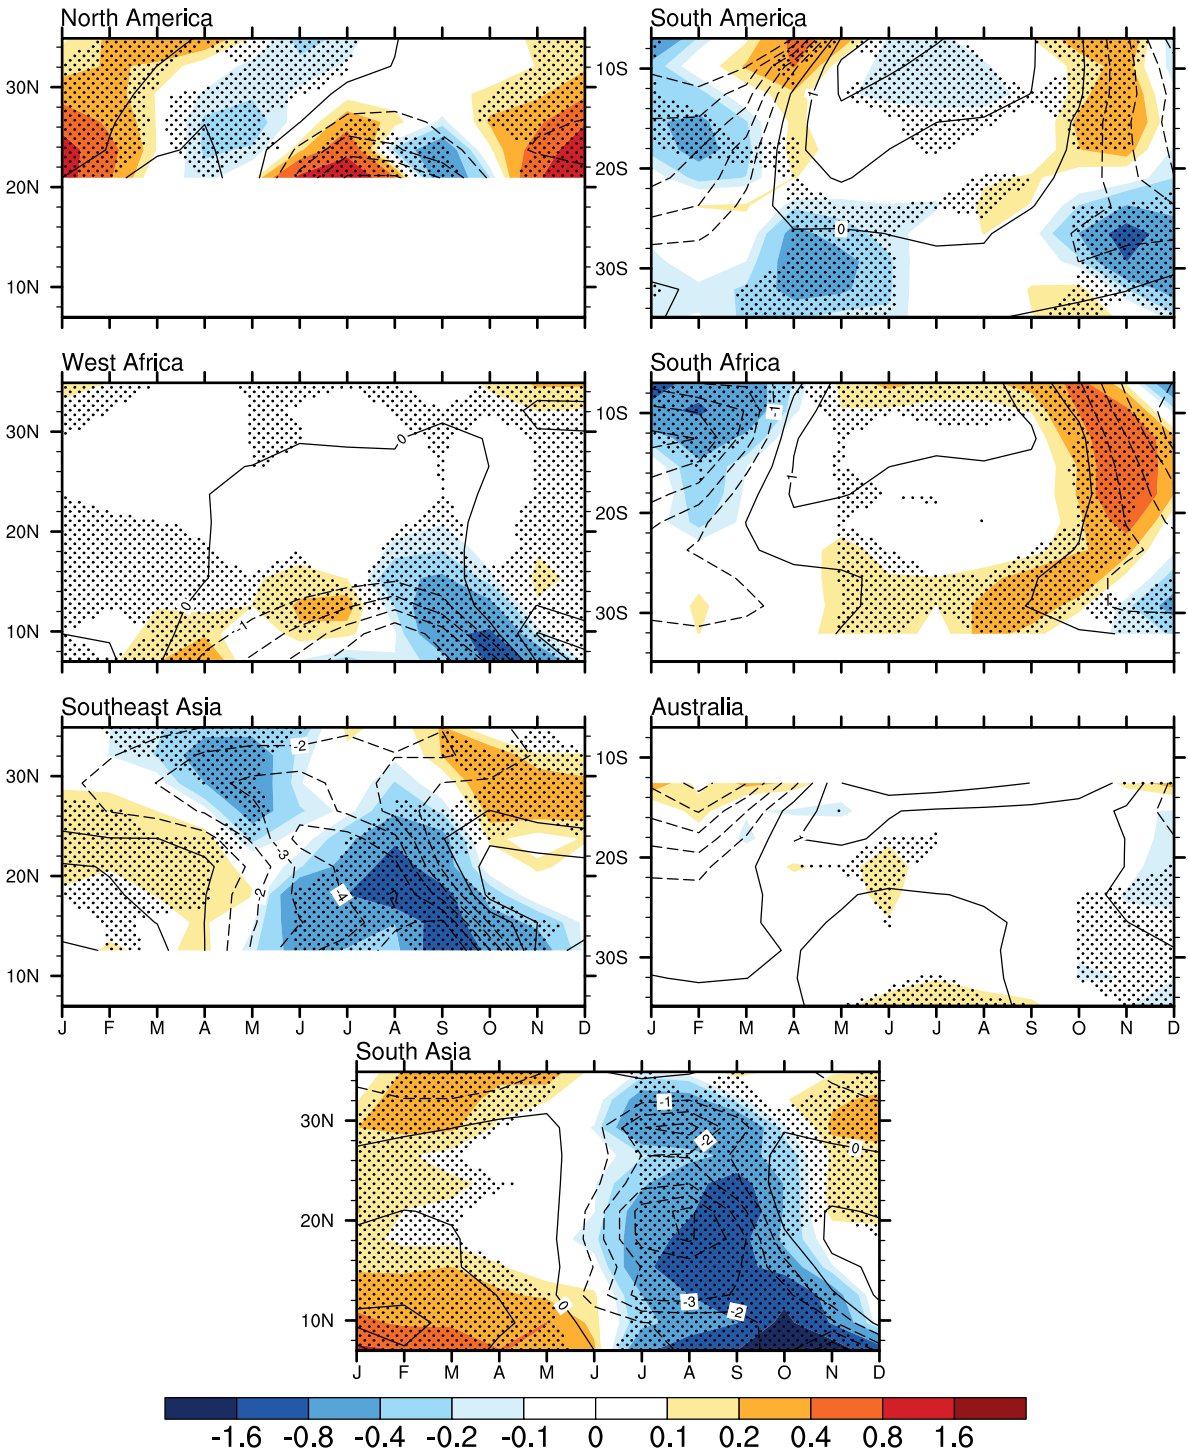 North America
South America
30N
20N
10N
10S
20S
30S
1
0
West Africa
South Africa
30N
20N
10N
10S
20S
30S
0
0
-1
-1
1
Southeast Asia
Australia
30N
20N
10N
10S
20S
30S
-2
-3
-2
-4
J F M A M J J A S O N D
J F M A M J J A S O N D
South Asia
30N
20N
10N
-1
-2
0
0
-3
-2
J F M A M J J A S O N D
-1.6 -0.8 -0.4 -0.2 -0.1 0 0.1 0.2 0.4 0.8 1.6